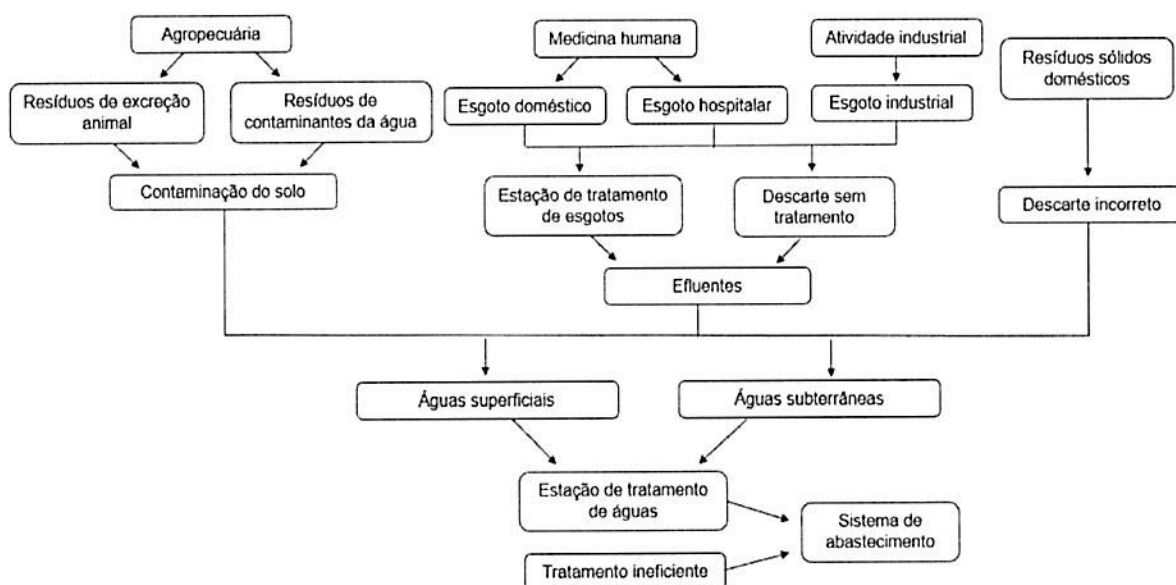 Agropecuária
Medicina humana
Atividade industrial
Resíduos sólidos
domésticos
Resíduos de excreção
animal
Resíduos de
contaminantes da água
Esgoto doméstico
Esgoto hospitalar
Esgoto industrial
Contaminação do solo
Estação de tratamento
de esgotos
Descarte sem
tratamento
Descarte incorreto
Efluentes
Águas superficiais
Águas subterrâneas
Estação de tratamento
de águas
Sistema de
abastecimento
Tratamento ineficiente